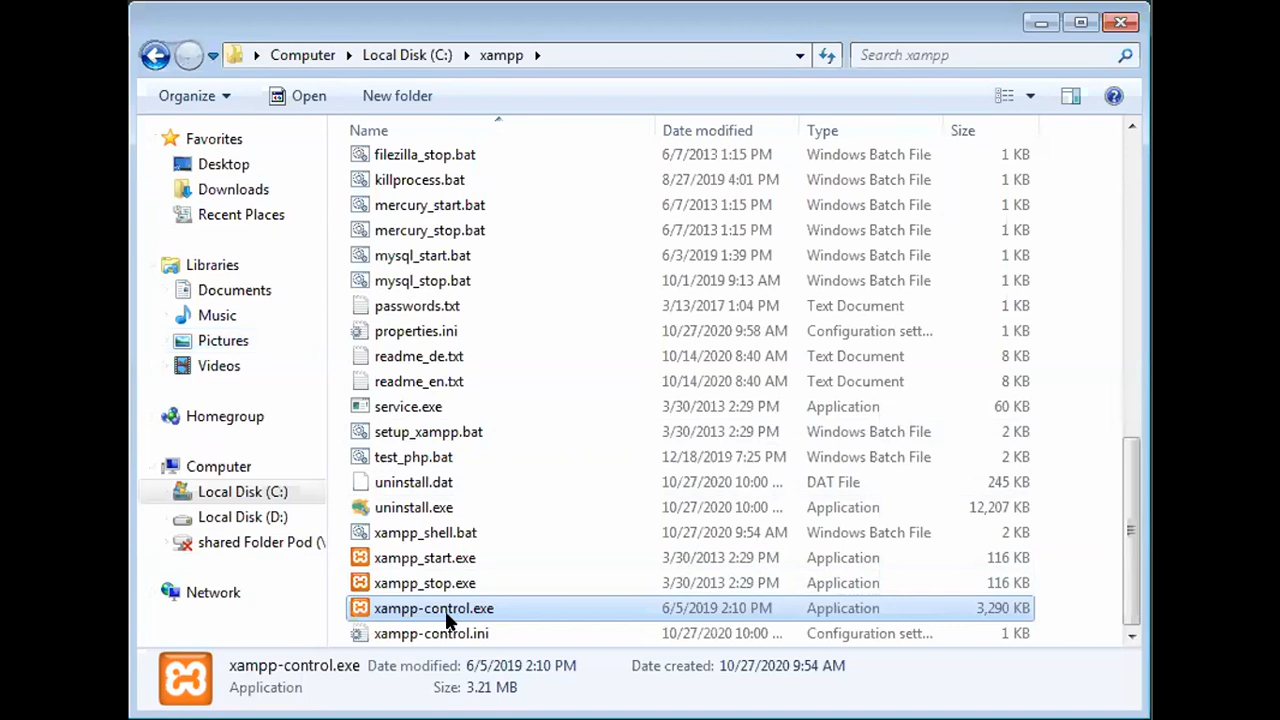 Computer Local Disk (C:) xampp Search xampp
Organize Open New folder
Favorites
Desktop
Downloads
Recent Places
Libraries
Documents
Music
Pictures
Videos
Homegroup
Computer
Local Disk (C:)
Local Disk (D:)
shared Folder Pod (\
Network
Name Date modified Type Size
filezilla_stop.bat 6/7/2013 1:15 PM Windows Batch File 1 KB
killprocess.bat 8/27/2019 4:01 PM Windows Batch File 1 KB
mercury_start.bat 6/7/2013 1:15 PM Windows Batch File 1 KB
mercury_stop.bat 6/7/2013 1:15 PM Windows Batch File 1 KB
mysql_start.bat 6/3/2019 1:39 PM Windows Batch File 1 KB
mysql_stop.bat 10/1/2019 9:13 AM Windows Batch File 1 KB
passwords.txt 3/13/2017 1:04 PM Text Document 1 KB
properties.ini 10/27/2020 9:58 AM Configuration sett... 1 KB
readme_de.txt 10/14/2020 8:40 AM Text Document 8 KB
readme_en.txt 10/14/2020 8:40 AM Text Document 8 KB
service.exe 3/30/2013 2:29 PM Application 60 KB
setup_xampp.bat 3/30/2013 2:29 PM Windows Batch File 2 KB
test_php.bat 12/18/2019 7:25 PM Windows Batch File 2 KB
uninstall.dat 10/27/2020 10:00 ... DAT File 245 KB
uninstall.exe 10/27/2020 10:00 ... Application 12,207 KB
xampp_shell.bat 10/27/2020 9:54 AM Windows Batch File 2 KB
xampp_start.exe 3/30/2013 2:29 PM Application 116 KB
xampp_stop.exe 3/30/2013 2:29 PM Application 116 KB
xampp-control.exe 6/5/2019 2:10 PM Application 3,290 KB
xampp-control.ini 10/27/2020 10:00 ... Configuration sett... 1 KB
xampp-control.exe Date modified: 6/5/2019 2:10 PM Date created: 10/27/2020 9:54 AM
Application Size: 3.21 MB